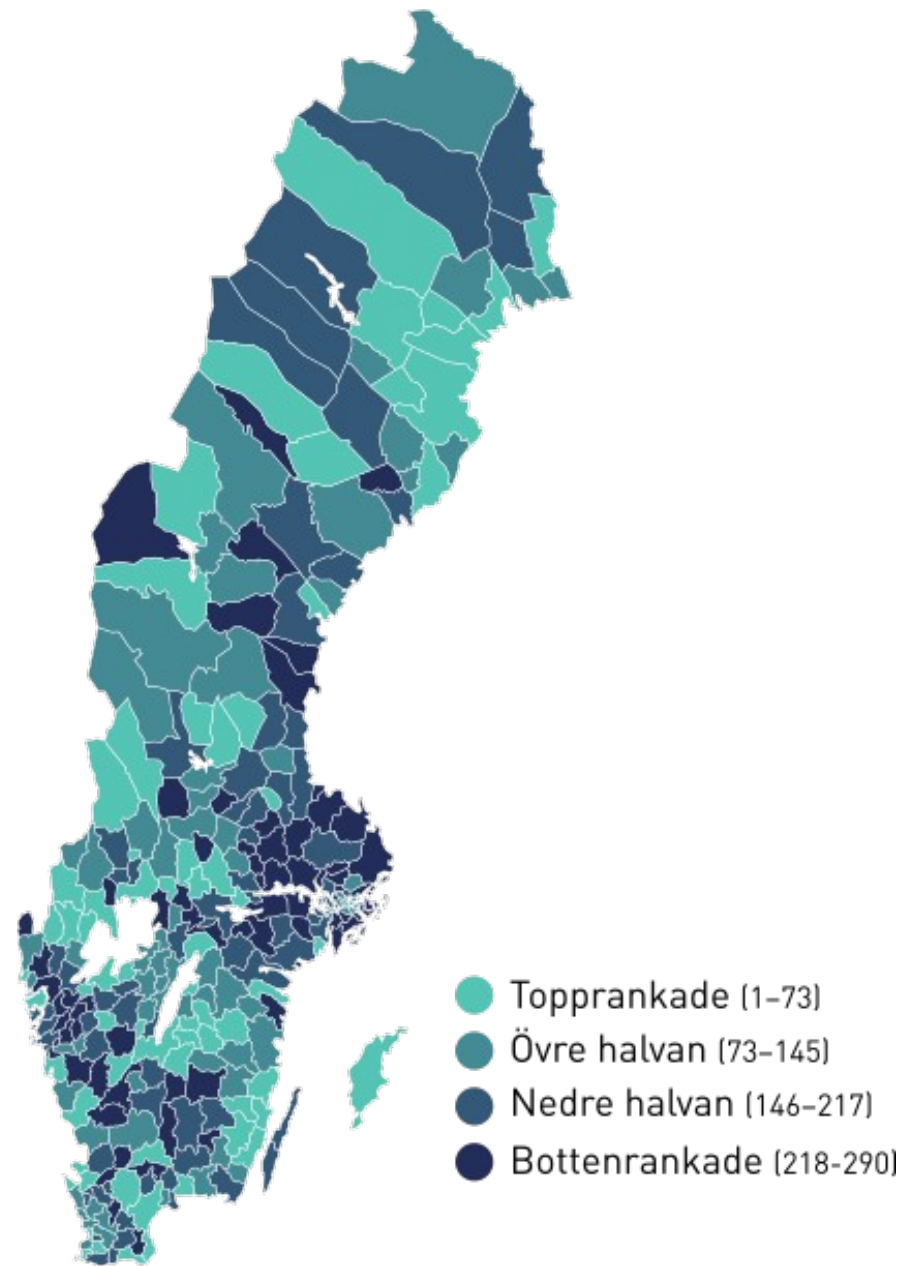 Topprankade (1–73)
Övre halvan (73–145)
Nedre halvan (146–217)
Bottenrankade (218-290)